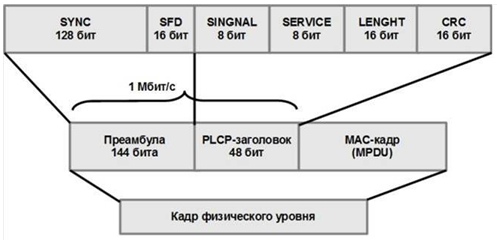 SYNC
128 бит
SFD
16 бит
SINGNAL
8 бит
SERVICE
8 бит
LENGHT
16 бит
CRC
16 бит
1 Мбит/с
Преамбула
144 бита
PLCP-заголовок
48 бит
MAC-кадр
(MPDU)
Кадр физического уровня